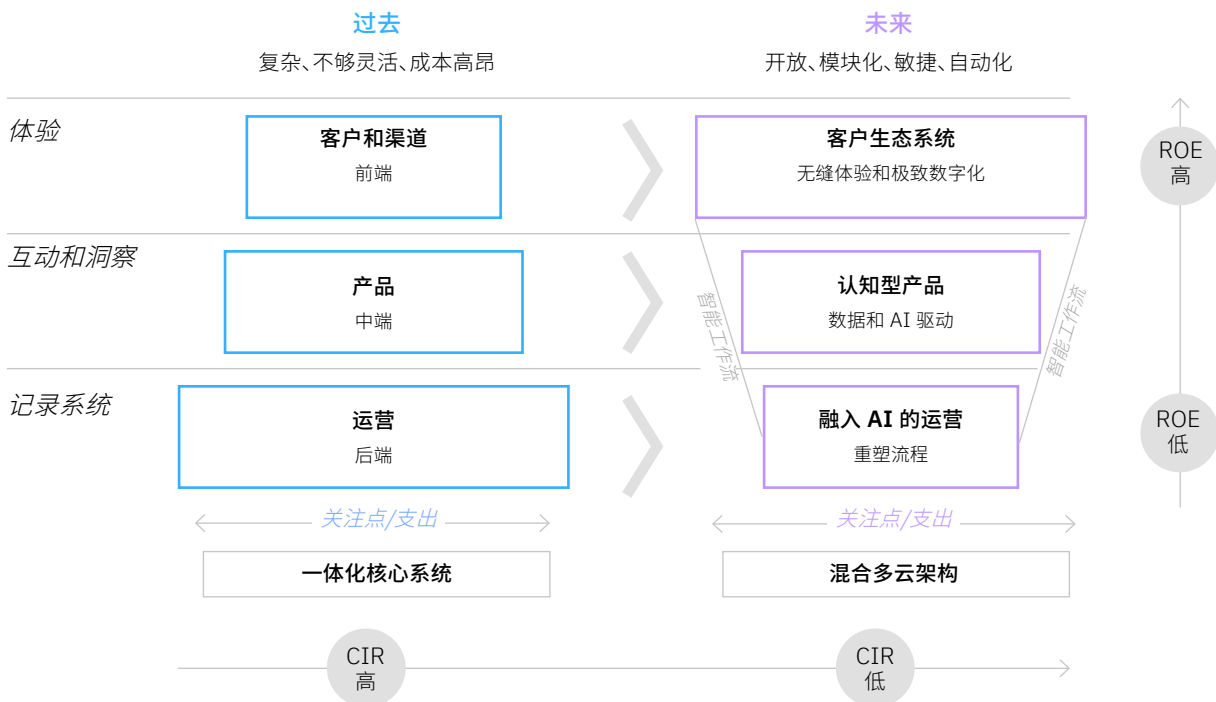 过去
未来
复杂、不够灵活、成本高昂
开放、模块化、敏捷、自动化
体验
客户和渠道
前端
客户生态系统
无缝体验和极致数字化
ROE
高
互动和洞察
产品
中端
认知型产品
数据和 AI 驱动
智能工作流
智能工作流
记录系统
运营
后端
融入 AI 的运营
重塑流程
ROE
低
关注点/支出
关注点/支出
一体化核心系统
混合多云架构
CIR
高
CIR
低